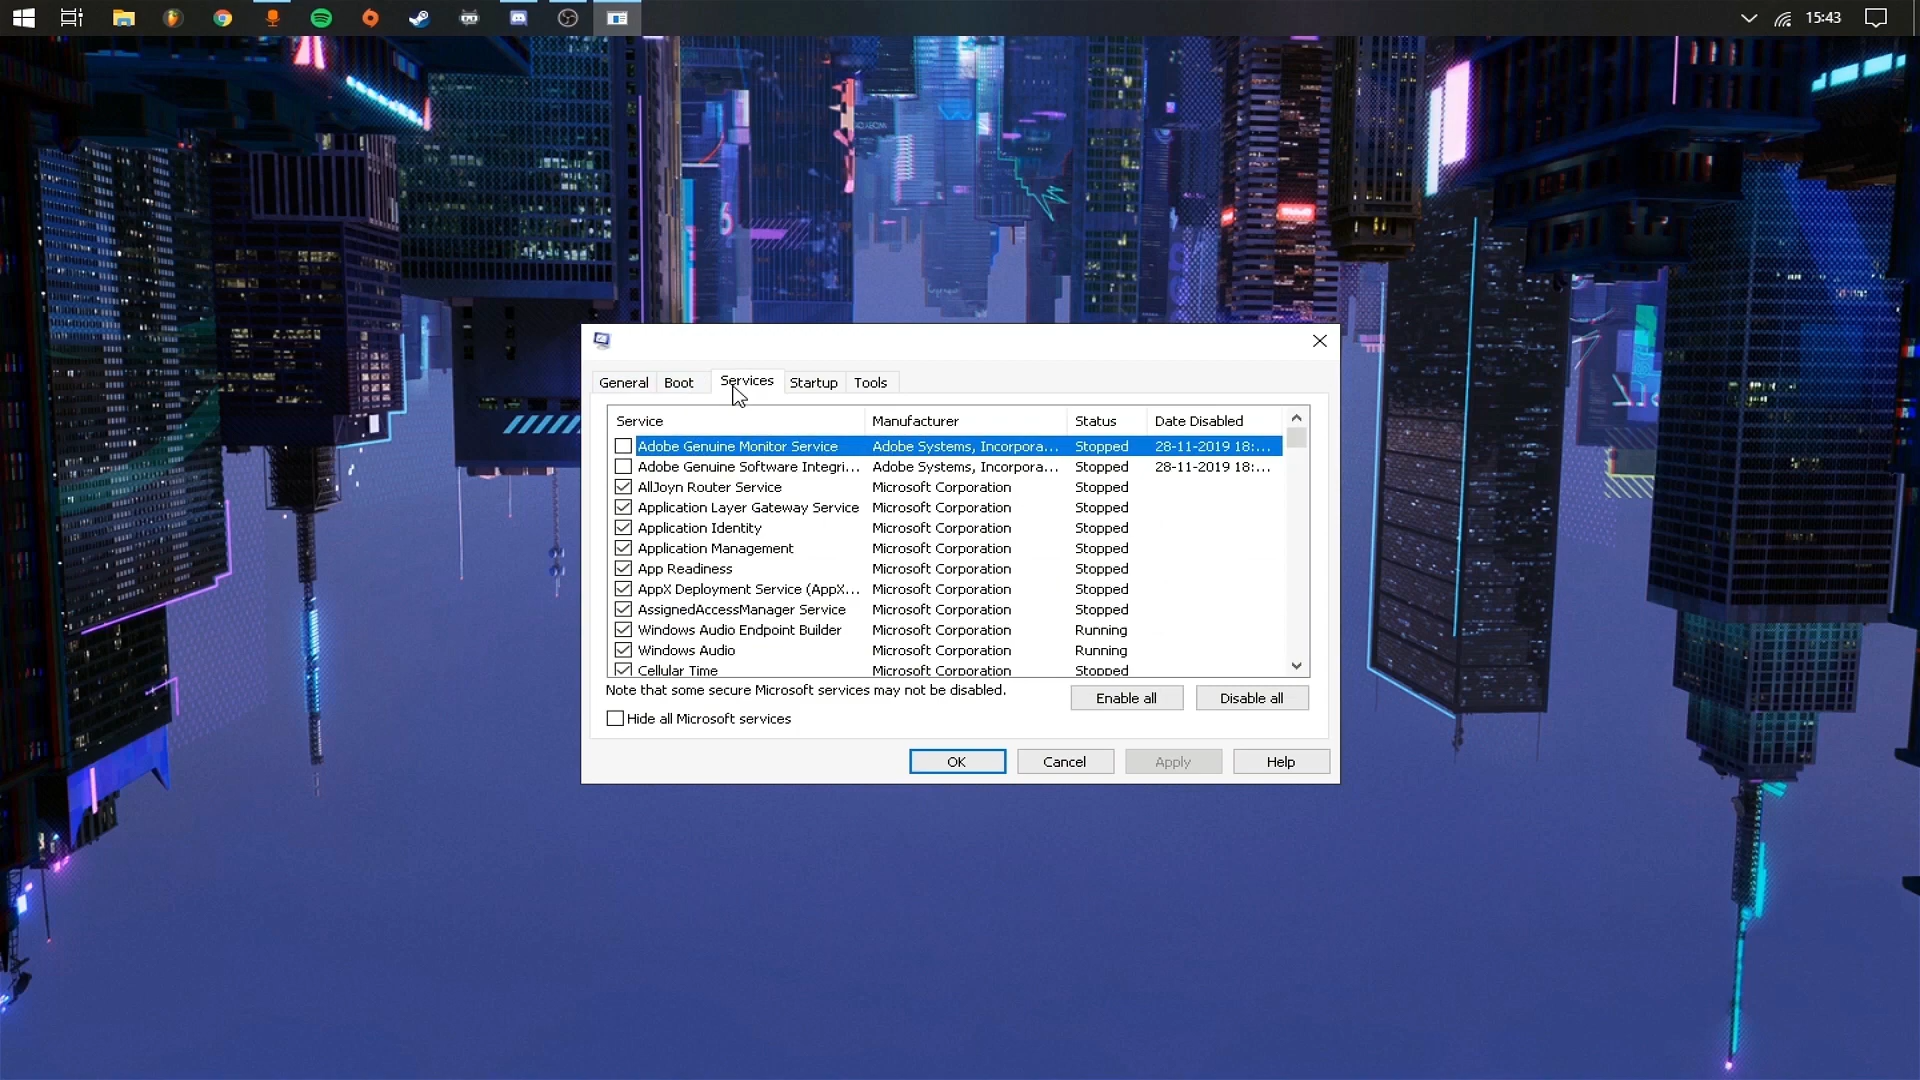 15:43
General Boot Services Startup Tools
Service Manufacturer Status Date Disabled
Adobe Genuine Monitor Service Adobe Systems, Incorpora... Stopped 28-11-2019 18:...
Adobe Genuine Software Integri... Adobe Systems, Incorpora... Stopped 28-11-2019 18:...
AllJoyn Router Service Microsoft Corporation Stopped
Application Layer Gateway Service Microsoft Corporation Stopped
Application Identity Microsoft Corporation Stopped
Application Management Microsoft Corporation Stopped
App Readiness Microsoft Corporation Stopped
AppX Deployment Service (AppX... Microsoft Corporation Stopped
AssignedAccessManager Service Microsoft Corporation Stopped
Windows Audio Endpoint Builder Microsoft Corporation Running
Windows Audio Microsoft Corporation Running
Cellular Time Microsoft Corporation Stopped
Note that some secure Microsoft services may not be disabled.
Enable all Disable all
Hide all Microsoft services
OK Cancel Apply Help